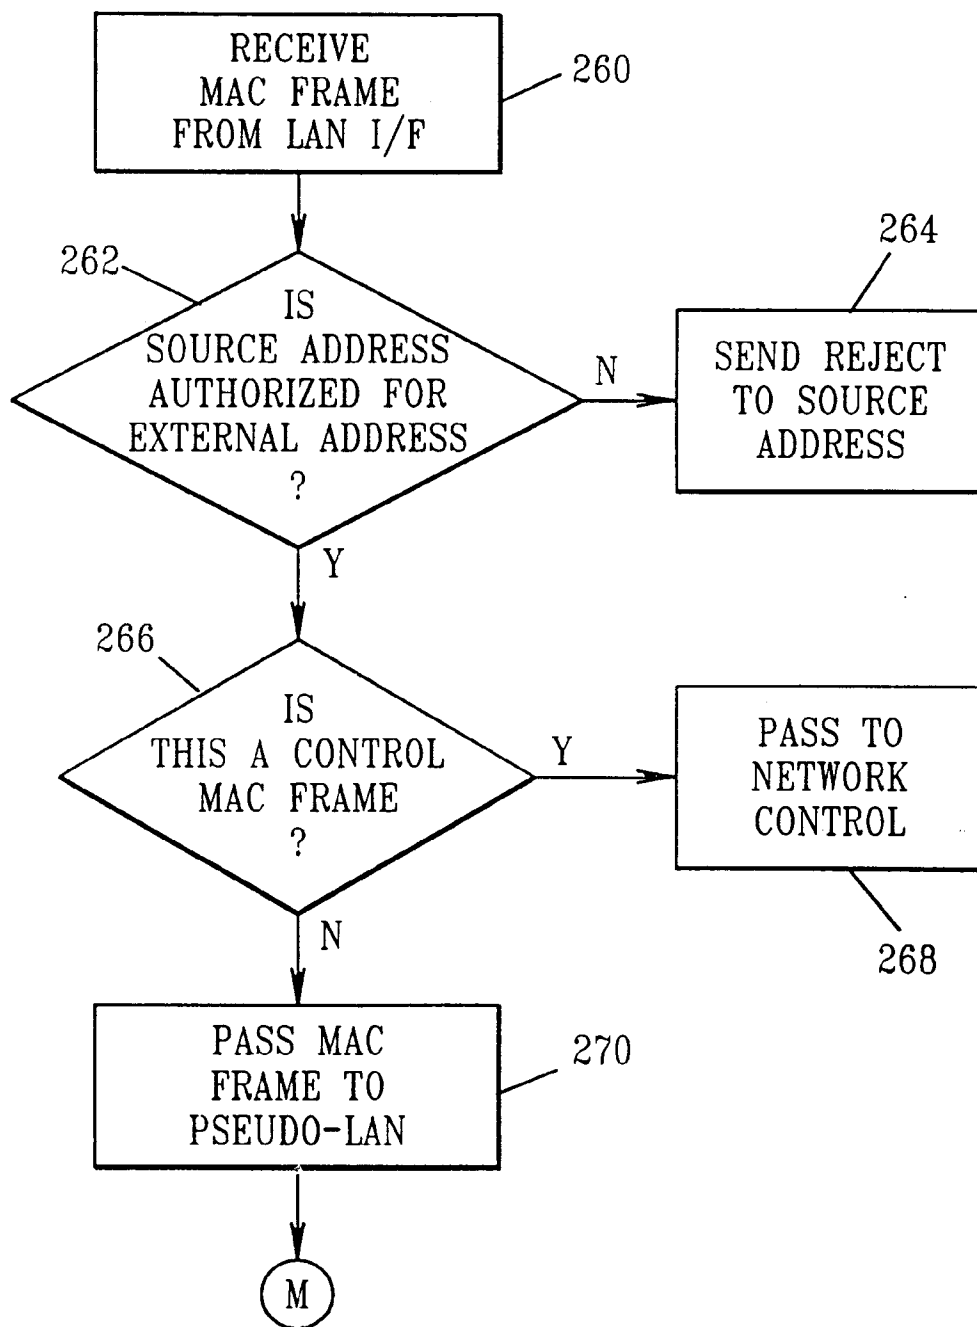 RECEIVE
MAC FRAME
FROM LAN I/F
260
262
IS
SOURCE ADDRESS
AUTHORIZED FOR
EXTERNAL ADDRESS
?
N
264
SEND REJECT
TO SOURCE
ADDRESS
Y
266
IS
THIS A CONTROL
MAC FRAME
?
Y
PASS TO
NETWORK
CONTROL
268
N
PASS MAC
FRAME TO
PSEUDO-LAN
270
M